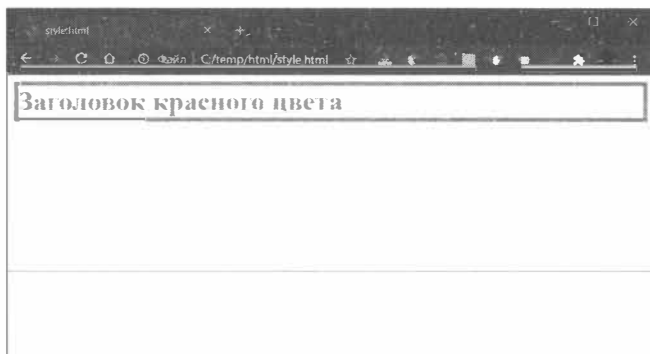 style.html
Файл C:/temp/html/style.html
Заголовок красного цвета